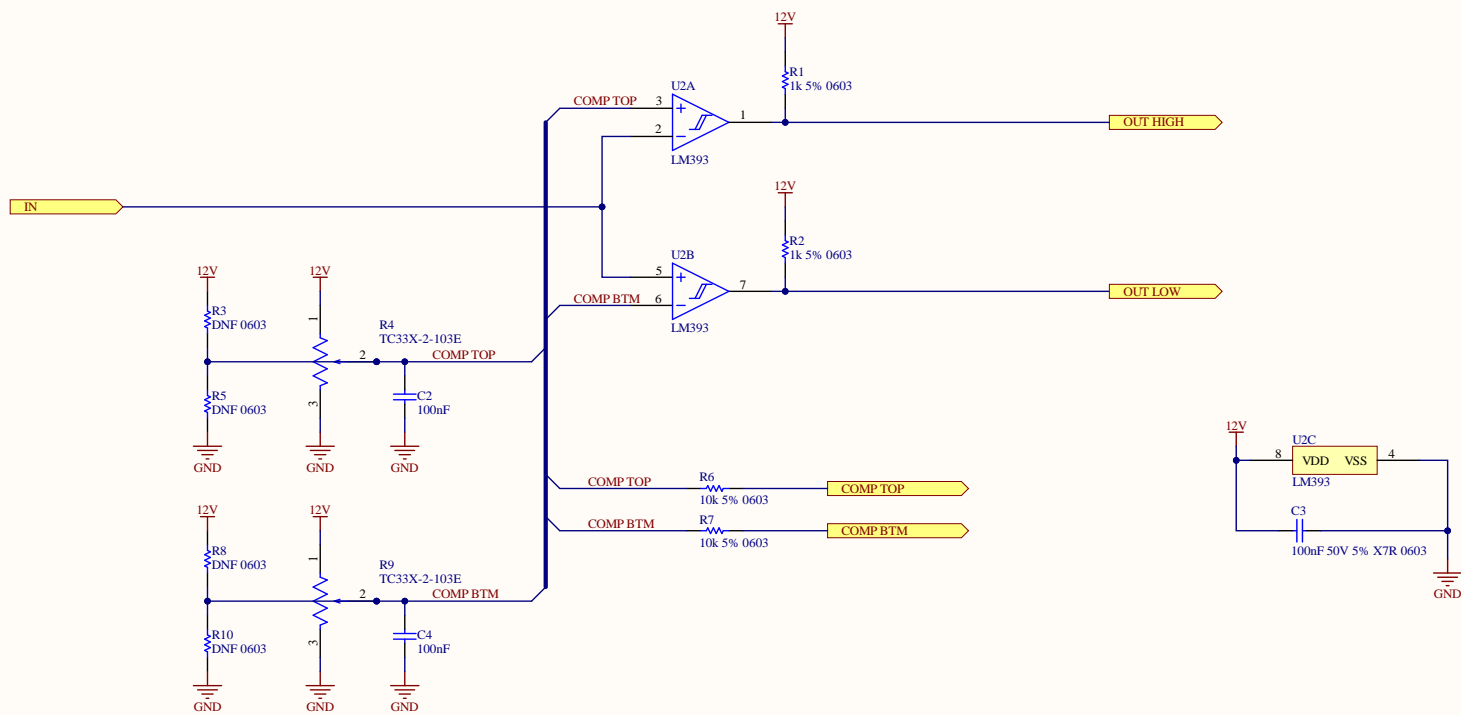 12V
R1
1k 5% 0603
U2A
COMP TOP
3
2
1
LM393
OUT HIGH
IN
12V
R2
1k 5% 0603
U2B
5
COMP BTM
6
7
LM393
OUT LOW
12V
12V
R3
DNF 0603
1
R4
TC33X-2-103E
2
COMP TOP
R5
DNF 0603
3
C2
100nF
GND
GND
GND
12V
U2C
8
VDD
VSS
4
LM393
C3
100nF 50V 5% X7R 0603
GND
COMP TOP
R6
10k 5% 0603
COMP TOP
COMP BTM
R7
10k 5% 0603
COMP BTM
12V
12V
R8
DNF 0603
1
R9
TC33X-2-103E
2
COMP BTM
R10
DNF 0603
3
C4
100nF
GND
GND
GND